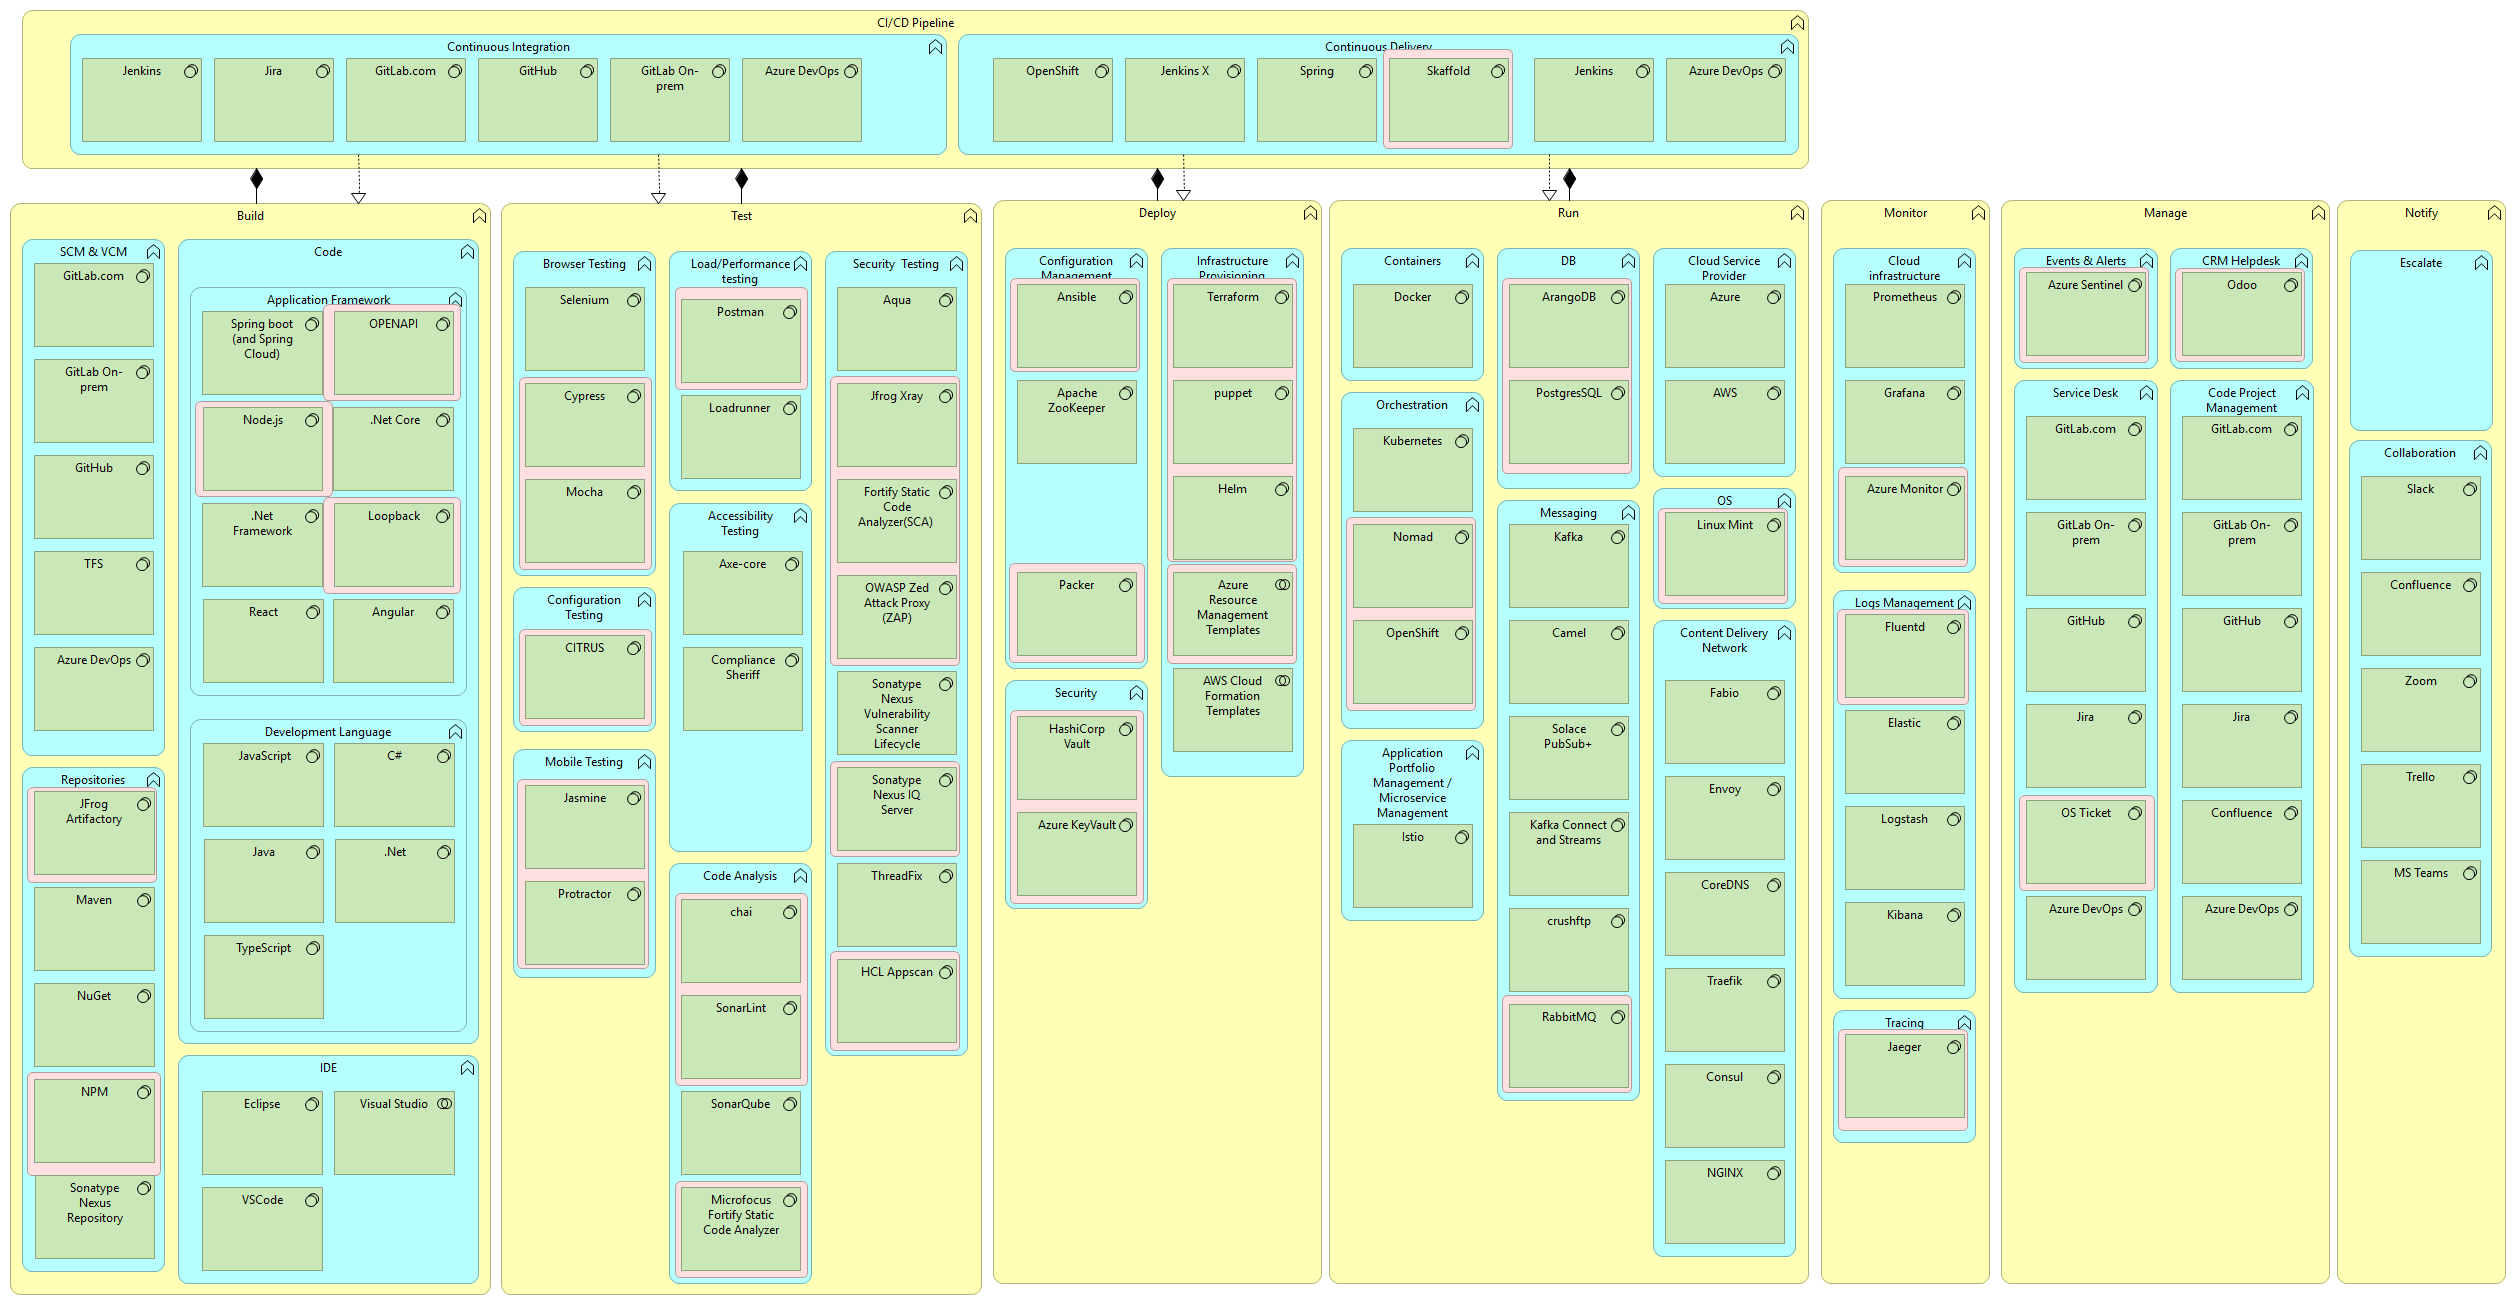 CI/CD Pipeline
Continuous Integration
Jenkins
Jira
GitLab.com
GitHub
GitLab On-
prem
Azure DevOps
Continuous Delivery
OpenShift
Jenkins X
Spring
Skaffold
Jenkins
Azure DevOps
Build
SCM & VCM
GitLab.com
GitLab On-
prem
GitHub
TFS
Azure DevOps
Repositories
JFrog
Artifactory
Maven
NuGet
NPM
Sonatype
Nexus
Repository
Code
Application Framework
Spring boot
(and Spring
Cloud)
OPENAPI
Node.js
.Net Core
.Net
Framework
Loopback
React
Angular
Development Language
JavaScript
C#
Java
.Net
TypeScript
IDE
Eclipse
Visual Studio
VSCode
Test
Browser Testing
Selenium
Cypress
Mocha
Configuration
Testing
CITRUS
Mobile Testing
Jasmine
Protractor
Load/Performance
testing
Postman
Loadrunner
Accessibility
Testing
Axe-core
Compliance
Sheriff
Code Analysis
chai
SonarLint
SonarQube
Microfocus
Fortify Static
Code Analyzer
Security Testing
Aqua
Jfrog Xray
Fortify Static
Code
Analyzer(SCA)
OWASP Zed
Attack Proxy
(ZAP)
Sonatype
Nexus
Vulnerability
Scanner
Lifecycle
Sonatype
Nexus IQ
Server
ThreadFix
HCL Appscan
Deploy
Configuration
Management
Ansible
Apache
ZooKeeper
Packer
Security
HashiCorp
Vault
Azure KeyVault
Infrastructure
Provisioning
Terraform
puppet
Helm
Azure
Resource
Management
Templates
AWS Cloud
Formation
Templates
Run
Containers
Docker
Orchestration
Kubernetes
Nomad
OpenShift
Application
Portfolio
Management /
Microservice
Management
Istio
DB
ArangoDB
PostgresSQL
Messaging
Kafka
Camel
Solace
PubSub+
Kafka Connect
and Streams
crushftp
RabbitMQ
Cloud Service
Provider
Azure
AWS
OS
Linux Mint
Content Delivery
Network
Fabio
Envoy
CoreDNS
Traefik
Consul
NGINX
Monitor
Cloud
infrastructure
Prometheus
Grafana
Azure Monitor
Logs Management
Fluentd
Elastic
Logstash
Kibana
Tracing
Jaeger
Manage
Events & Alerts
Azure Sentinel
CRM Helpdesk
Odoo
Service Desk
GitLab.com
GitLab On-
prem
GitHub
Jira
OS Ticket
Azure DevOps
Code Project
Management
GitLab.com
GitLab On-
prem
GitHub
Jira
Confluence
Azure DevOps
Notify
Escalate
Collaboration
Slack
Confluence
Zoom
Trello
MS Teams